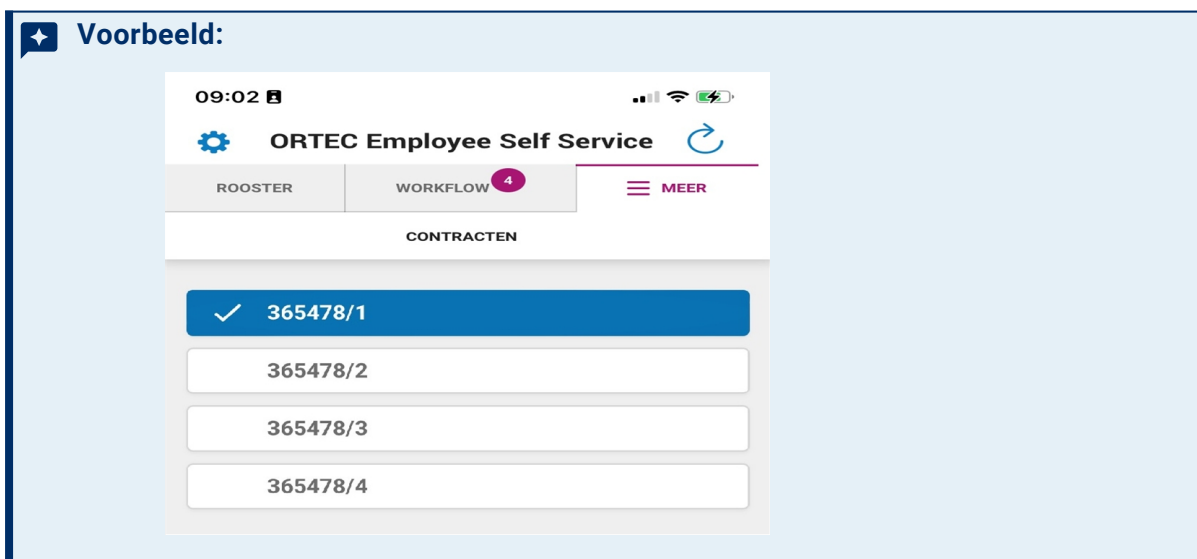 Voorbeeld:
09:02
ORTEC Employee Self Service
ROOSTER WORKFLOW 4 MEER
CONTRACTEN
365478/1
365478/2
365478/3
365478/4